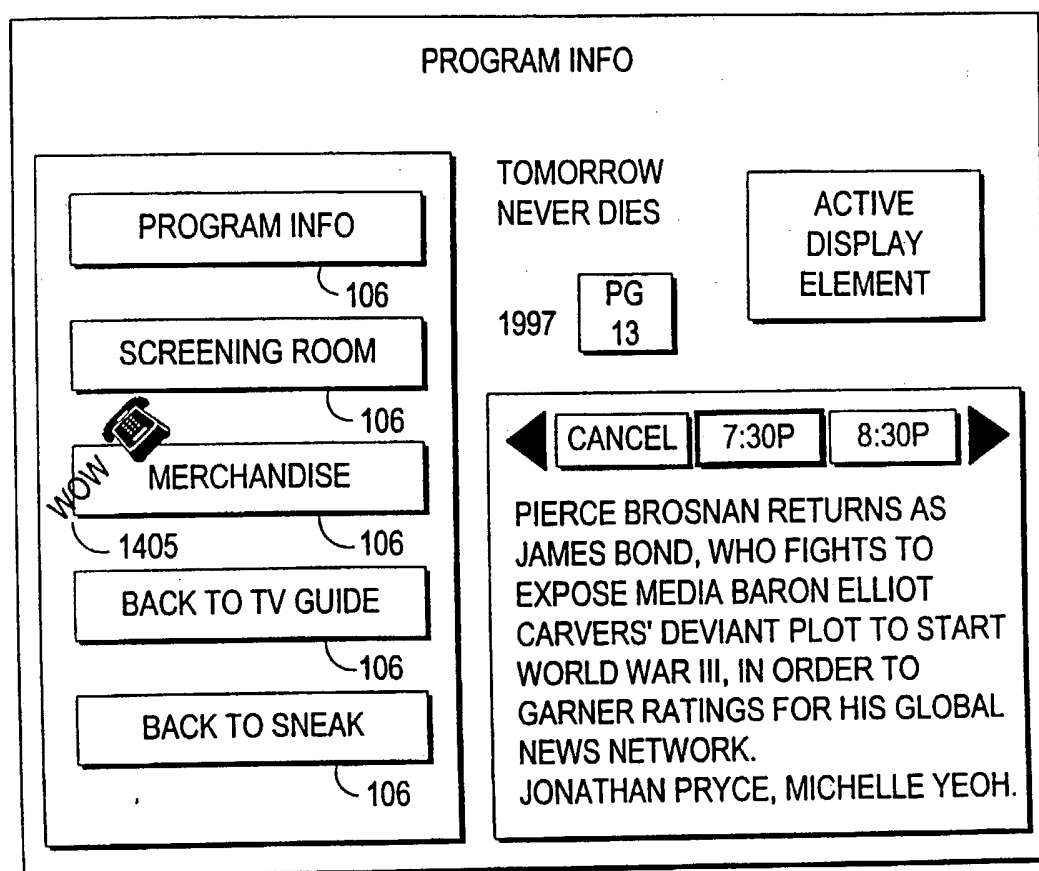 PROGRAM INFO
PROGRAM INFO
106
SCREENING ROOM
106
WOW
MERCHANDISE
1405
106
BACK TO TV GUIDE
106
BACK TO SNEAK
106
TOMORROW
NEVER DIES
1997
PG
13
ACTIVE
DISPLAY
ELEMENT
CANCEL 7:30P 8:30P
PIERCE BROSNAN RETURNS AS
JAMES BOND, WHO FIGHTS TO
EXPOSE MEDIA BARON ELLIOT
CARVERS' DEVIANT PLOT TO START
WORLD WAR III, IN ORDER TO
GARNER RATINGS FOR HIS GLOBAL
NEWS NETWORK.
JONATHAN PRYCE, MICHELLE YEOH.